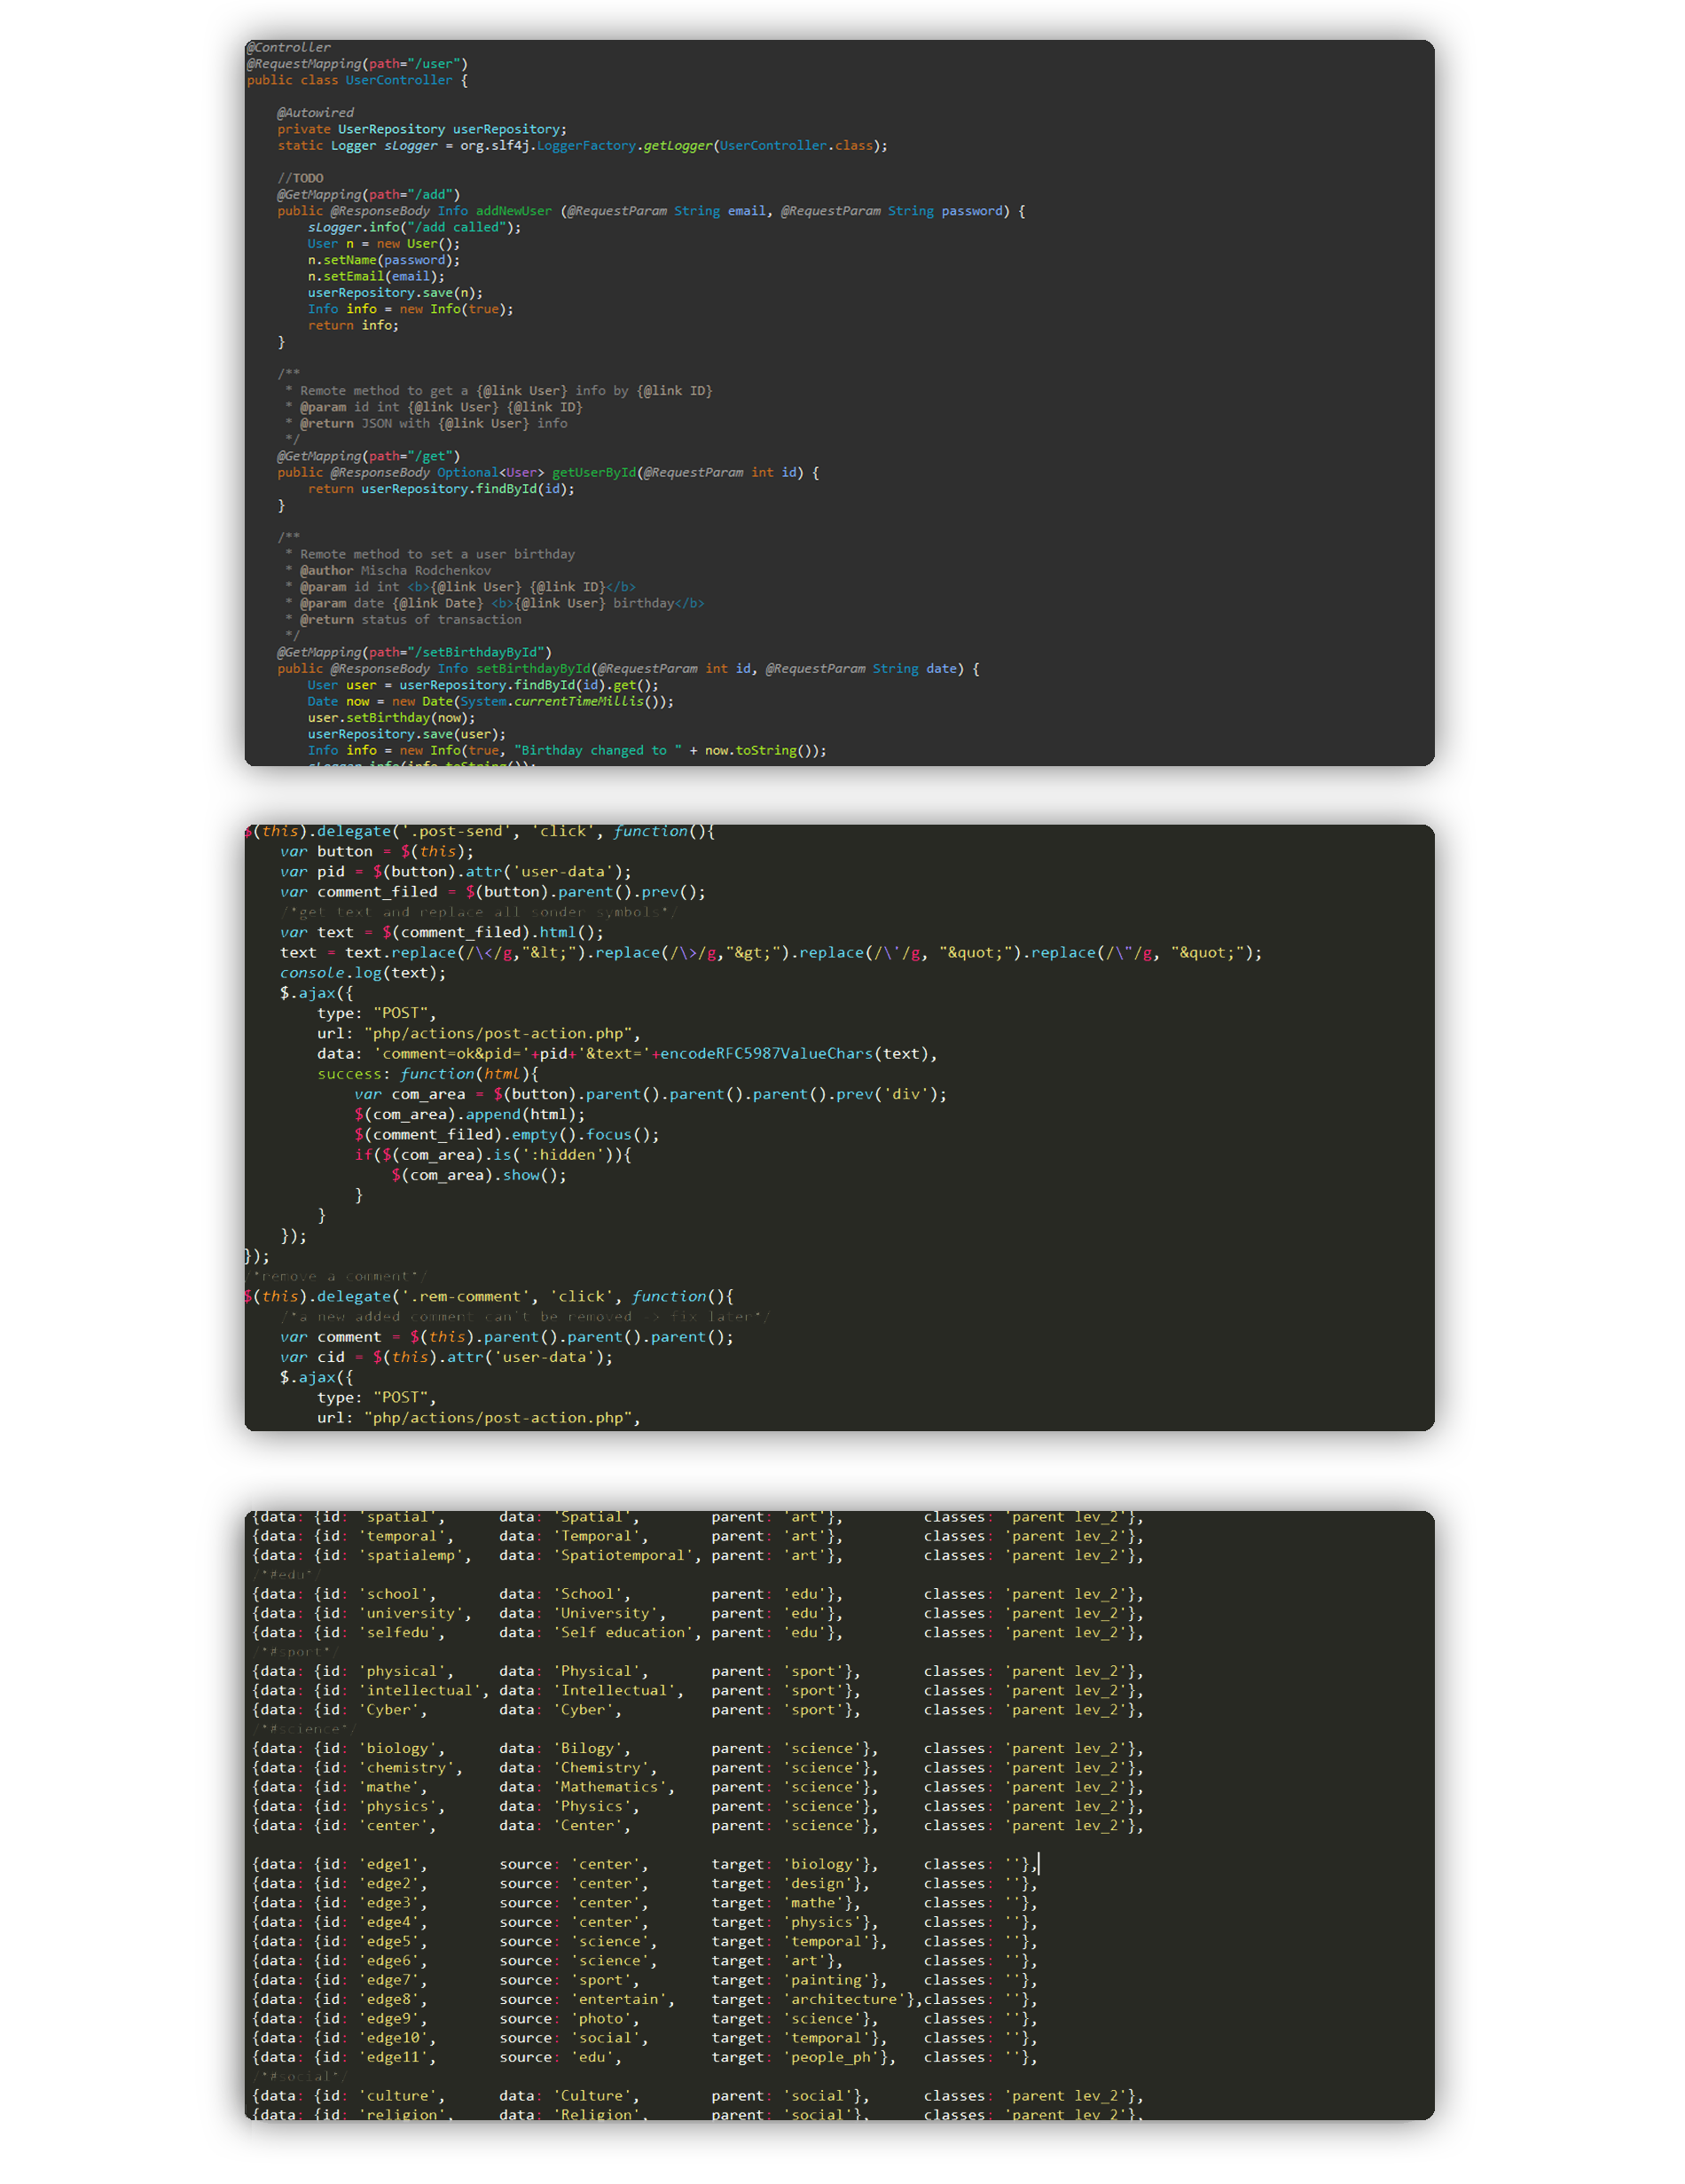 @Controller
@RequestMapping(path="/user")
public class UserController {
@Autowired
private UserRepository userRepository;
static Logger sLogger = org.slf4j.LoggerFactory.getLogger(UserController.class);
//TODO
@GetMapping(path="/add")
public @ResponseBody Info addNewUser (@RequestParam String email, @RequestParam String password) {
sLogger.info("/add called");
User n = new User();
n.setName(password);
n.setEmail(email);
userRepository.save(n);
Info info = new Info(true);
return info;
}
/**
* Remote method to get a {@link User} info by {@link ID}
* @param id int {@link User} {@link ID}
* @return JSON with {@link User} info
*/
@GetMapping(path="/get")
public @ResponseBody Optional<User> getUserById(@RequestParam int id) {
return userRepository.findById(id);
}
/**
* Remote method to set a user birthday
* @author Mischa Rodchenkov
* @param id int <b>{@link User} {@link ID}</b>
* @param date {@link Date} <b>{@link User} birthday</b>
* @return status of transaction
*/
@GetMapping(path="/setBirthdayById")
public @ResponseBody Info setBirthdayById(@RequestParam int id, @RequestParam String date) {
User user = userRepository.findById(id).get();
Date now = new Date(System.currentTimeMillis());
user.setBirthday(now);
userRepository.save(user);
Info info = new Info(true, "Birthday changed to " + now.toString());
sLogger.info(info.toString());
$(this).delegate('.post-send', 'click', function(){
var button = $(this);
var pid = $(button).attr('user-data');
var comment_filed = $(button).parent().prev();
/*get text and replace all sonder symbols*/
var text = $(comment_filed).html();
text = text.replace(/\</g,"&lt;").replace(/\>/g,"&gt;").replace(/\'/g, "&quot;").replace(/\"/g, "&quot;");
console.log(text);
$.ajax({
type: "POST",
url: "php/actions/post-action.php",
data: 'comment=ok&pid='+pid+'&text='+encodeRFC5987ValueChars(text),
success: function(html){
var com_area = $(button).parent().parent().parent().prev('div');
$(com_area).append(html);
$(comment_filed).empty().focus();
if($(com_area).is(':hidden')){
$(com_area).show();
}
}
});
});
/*remove a comment*/
$(this).delegate('.rem-comment', 'click', function(){
/*a new added comment can't be removed -> fix later*/
var comment = $(this).parent().parent().parent();
var cid = $(this).attr('user-data');
$.ajax({
type: "POST",
url: "php/actions/post-action.php",
{data: {id: 'spatial', data: 'Spatial', parent: 'art'}, classes: 'parent lev_2'},
{data: {id: 'temporal', data: 'Temporal', parent: 'art'}, classes: 'parent lev_2'},
{data: {id: 'spatialemp', data: 'Spatiotemporal', parent: 'art'}, classes: 'parent lev_2'},
/*#edu*/
{data: {id: 'school', data: 'School', parent: 'edu'}, classes: 'parent lev_2'},
{data: {id: 'university', data: 'University', parent: 'edu'}, classes: 'parent lev_2'},
{data: {id: 'selfedu', data: 'Self education', parent: 'edu'}, classes: 'parent lev_2'},
/*#sport*/
{data: {id: 'physical', data: 'Physical', parent: 'sport'}, classes: 'parent lev_2'},
{data: {id: 'intellectual', data: 'Intellectual', parent: 'sport'}, classes: 'parent lev_2'},
{data: {id: 'Cyber', data: 'Cyber', parent: 'sport'}, classes: 'parent lev_2'},
/*#science*/
{data: {id: 'biology', data: 'Bilogy', parent: 'science'}, classes: 'parent lev_2'},
{data: {id: 'chemistry', data: 'Chemistry', parent: 'science'}, classes: 'parent lev_2'},
{data: {id: 'mathe', data: 'Mathematics', parent: 'science'}, classes: 'parent lev_2'},
{data: {id: 'physics', data: 'Physics', parent: 'science'}, classes: 'parent lev_2'},
{data: {id: 'center', data: 'Center', parent: 'science'}, classes: 'parent lev_2'},
{data: {id: 'edge1', source: 'center', target: 'biology'}, classes: ''},
{data: {id: 'edge2', source: 'center', target: 'design'}, classes: ''},
{data: {id: 'edge3', source: 'center', target: 'mathe'}, classes: ''},
{data: {id: 'edge4', source: 'center', target: 'physics'}, classes: ''},
{data: {id: 'edge5', source: 'science', target: 'temporal'}, classes: ''},
{data: {id: 'edge6', source: 'science', target: 'art'}, classes: ''},
{data: {id: 'edge7', source: 'sport', target: 'painting'}, classes: ''},
{data: {id: 'edge8', source: 'entertain', target: 'architecture'},classes: ''},
{data: {id: 'edge9', source: 'photo', target: 'science'}, classes: ''},
{data: {id: 'edge10', source: 'social', target: 'temporal'}, classes: ''},
{data: {id: 'edge11', source: 'edu', target: 'people_ph'}, classes: ''},
/*#social*/
{data: {id: 'culture', data: 'Culture', parent: 'social'}, classes: 'parent lev_2'},
{data: {id: 'religion', data: 'Religion', parent: 'social'}, classes: 'parent lev_2'},